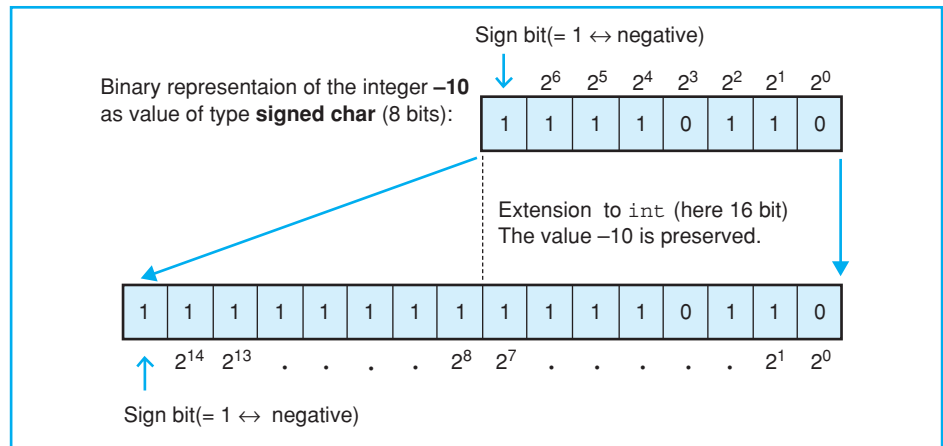 Sign bit(= 1 ↔ negative)
Binary representaion of the integer –10
as value of type signed char (8 bits):
2⁶ 2⁵ 2⁴ 2³ 2² 2¹ 2⁰
1 1 1 1 0 1 1 0
Extension to int (here 16 bit)
The value –10 is preserved.
1 1 1 1 1 1 1 1 1 1 1 1 0 1 1 0
2¹⁴ 2¹³ . . . . 2⁸ 2⁷ . . . . . 2¹ 2⁰
Sign bit(= 1 ↔ negative)